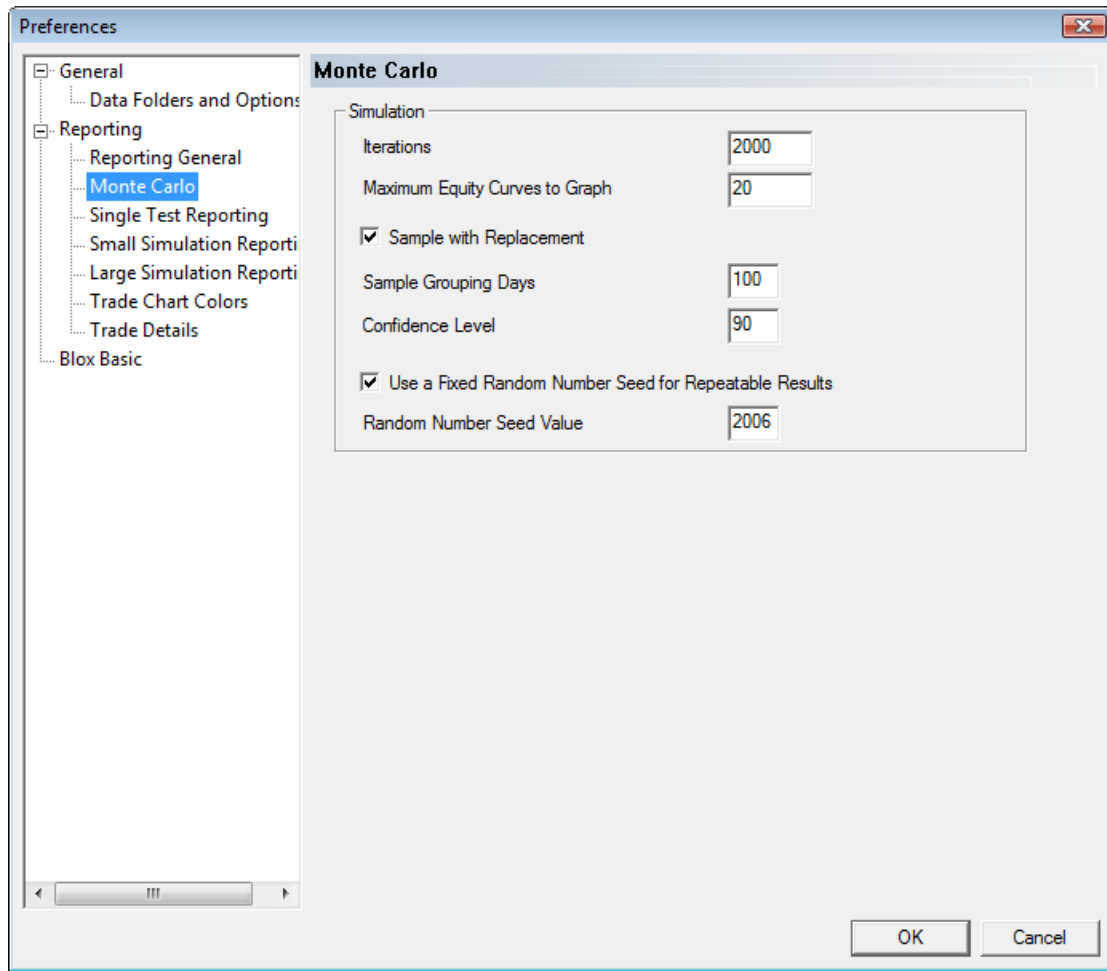 Preferences
General
Data Folders and Options
Reporting
Reporting General
Monte Carlo
Single Test Reporting
Small Simulation Reporti
Large Simulation Reporti
Trade Chart Colors
Trade Details
Blox Basic
Monte Carlo
Simulation
Iterations 2000
Maximum Equity Curves to Graph 20
Sample with Replacement
Sample Grouping Days 100
Confidence Level 90
Use a Fixed Random Number Seed for Repeatable Results
Random Number Seed Value 2006
OK Cancel